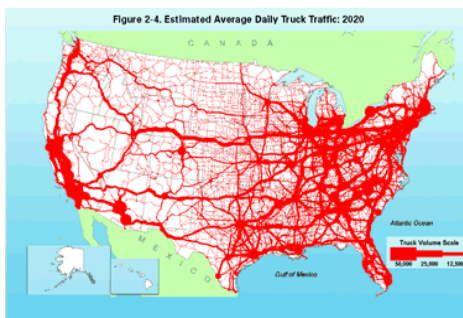 Figure 2-4. Estimated Average Daily Truck Traffic: 2020
CANADA
Atlantic Ocean
MEXICO
Gulf of Mexico
Truck Volume Scale
50,000 25,000 12,500